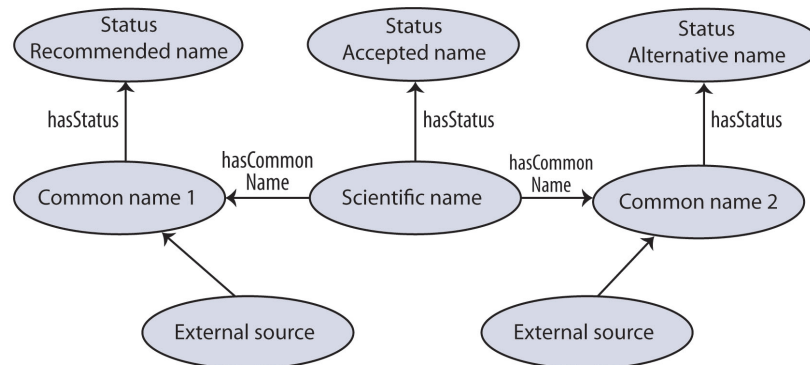 Status
Recommended name
Status
Accepted name
Status
Alternative name
hasStatus
hasStatus
hasStatus
Common name 1
hasCommon
Name
Scientific name
hasCommon
Name
Common name 2
External source
External source